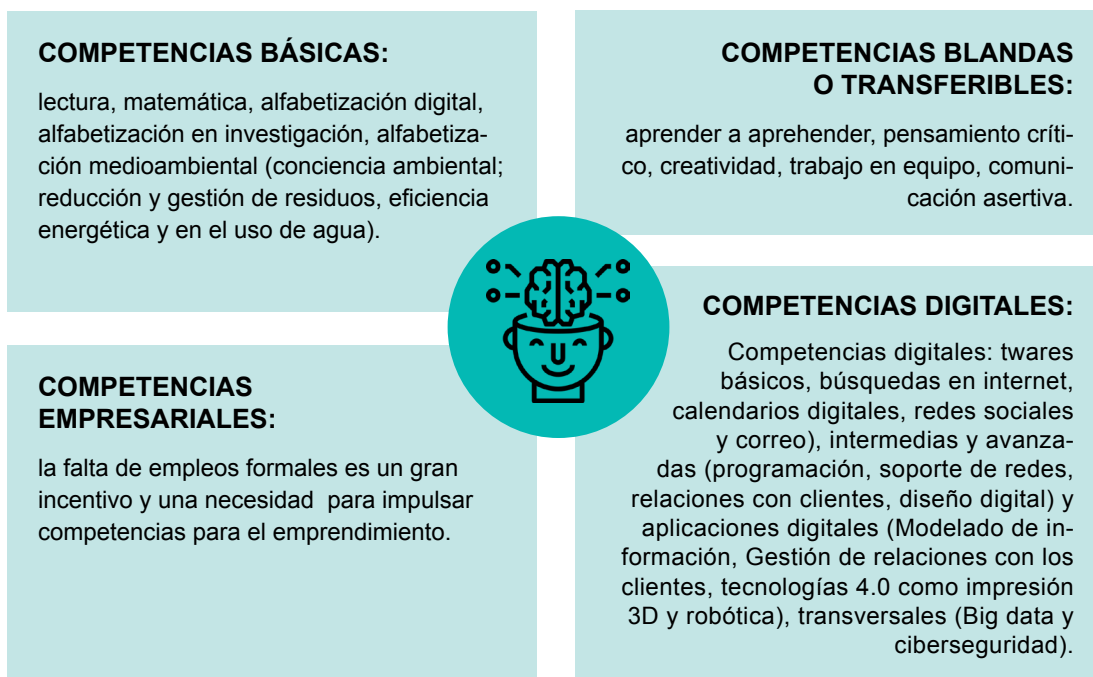 COMPETENCIAS BÁSICAS:
lectura, matemática, alfabetización digital,
alfabetización en investigación, alfabetiza-
ción medioambiental (conciencia ambiental;
reducción y gestión de residuos, eficiencia
energética y en el uso de agua).
COMPETENCIAS BLANDAS
O TRANSFERIBLES:
aprender a aprehender, pensamiento críti-
co, creatividad, trabajo en equipo, comuni-
cación asertiva.
COMPETENCIAS
EMPRESARIALES:
la falta de empleos formales es un gran
incentivo y una necesidad para impulsar
competencias para el emprendimiento.
COMPETENCIAS DIGITALES:
Competencias digitales: twares
básicos, búsquedas en internet,
calendarios digitales, redes sociales
y correo), intermedias y avanza-
das (programación, soporte de redes,
relaciones con clientes, diseño digital) y
aplicaciones digitales (Modelado de in-
formación, Gestión de relaciones con los
clientes, tecnologías 4.0 como impresión
3D y robótica), transversales (Big data y
ciberseguridad).